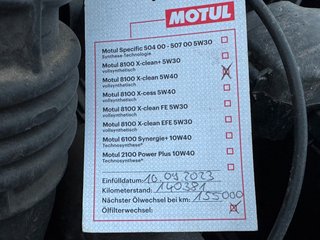 MOTUL
Motul Specific 504 00 - 507 00 5W30
Synthese-Technologie
Motul 8100 X-clean+ 5W30
vollsynthetisch
Motul 8100 X-clean 5W40
vollsynthetisch
Motul 8100 X-cess 5W40
vollsynthetisch
Motul 8100 X-clean FE 5W30
vollsynthetisch
Motul 8100 X-clean EFE 5W30
vollsynthetisch
Motul 6100 Synergie+ 10W40
Technosynthese®
Motul 2100 Power Plus 10W40
Technosynthese®
Einfülldatum: 10.09.2023
Kilometerstand: 140381
Nächster Ölwechsel bei km: 155000
Ölfilterwechsel: